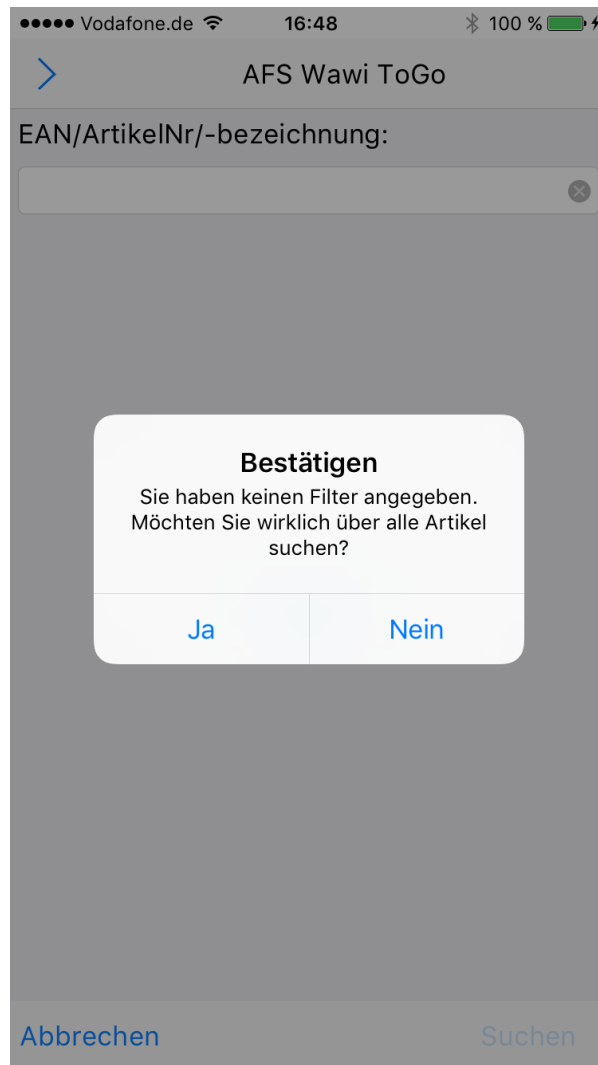 Vodafone.de 16:48 100 %
AFS Wawi ToGo
EAN/ArtikelNr/-bezeichnung:
Bestätigen
Sie haben keinen Filter angegeben.
Möchten Sie wirklich über alle Artikel
suchen?
Ja Nein
Abbrechen Suchen